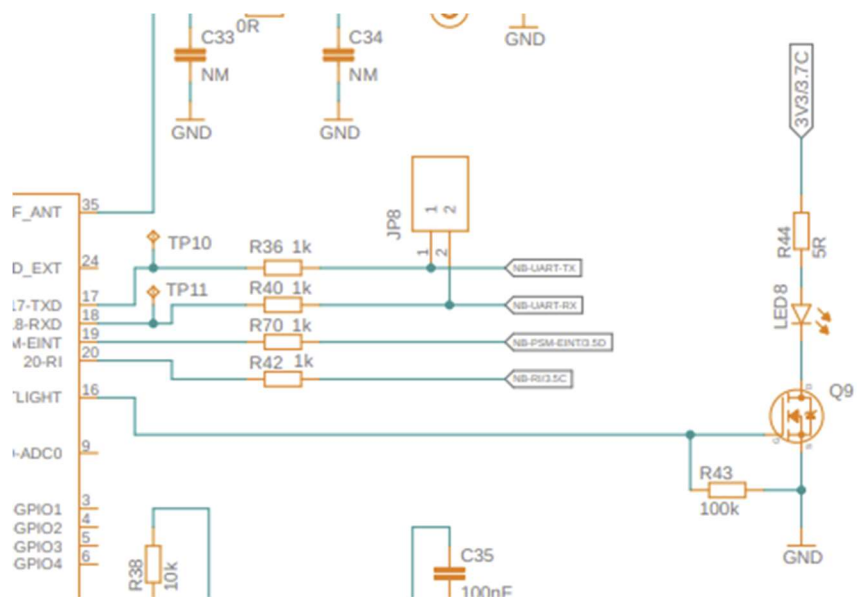 C33
0R
NM
GND
C34
NM
GND
GND
3V3/3.7C
35
F_ANT
TP10
JP8
1
2
1
2
24
D_EXT
R36 1k
NB-UART-TX
TP11
17
17-TXD
R40 1k
NB-UART-RX
18
8-RXD
R70 1k
19
M-EINT
NB-PSM-EINT/3.5D
20
20-RI
R42 1k
NB-RI/3.5C
16
LIGHT
R44
5R
LED8
Q9
D
G
S
9
-ADC0
R43
100k
GND
3
GPIO1
4
GPIO2
5
GPIO3
6
GPIO4
R38
10k
C35
100nF